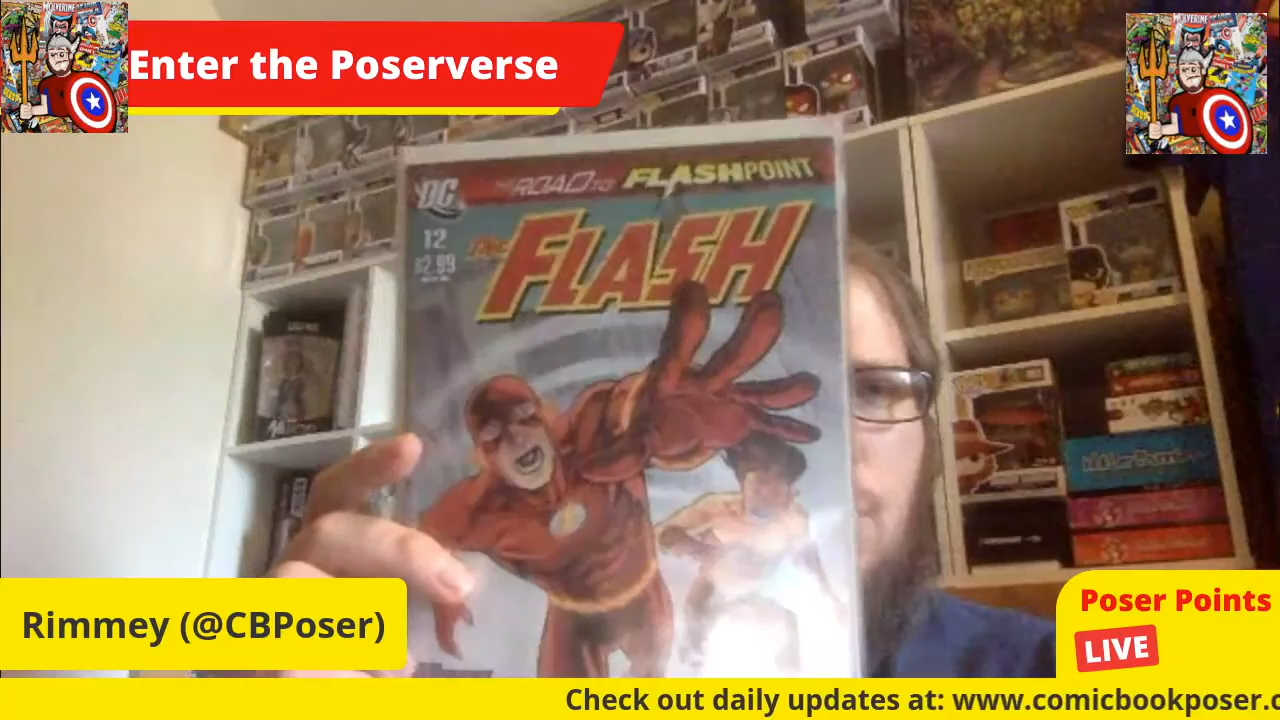 Enter the Poserverse
DC
THE ROAD TO FLASHPOINT
12
$2.99
THE FLASH
Rimmey (@CBPoser)
Poser Points
LIVE
Check out daily updates at: www.comicbookposer.c